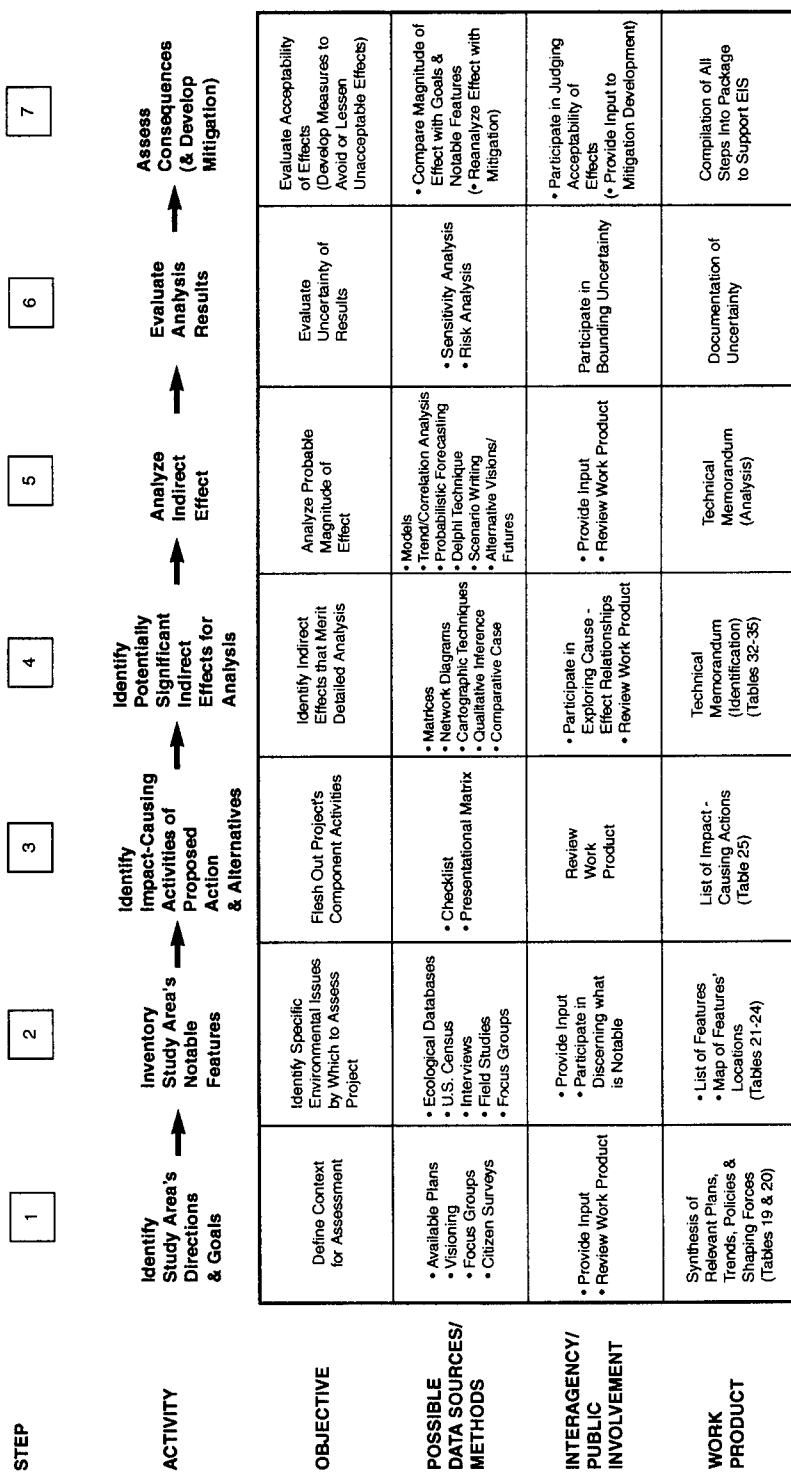 STEP
1
2
3
4
5
6
7
ACTIVITY
Identify
Study Area's
Directions
& Goals
Inventory
Study Area's
Notable
Features
Identify
Impact-Causing
Activities of
Proposed
Action
& Alternatives
Identify
Potentially
Significant
Indirect
Effects for
Analysis
Analyze
Indirect
Effect
Evaluate
Analysis
Results
Assess
Consequences
(& Develop
Mitigation)
OBJECTIVE
Define Context
for Assessment
Identify Specific
Environmental Issues
by Which to Assess
Project
Flesh Out Project's
Component Activities
Identify Indirect
Effects that Merit
Detailed Analysis
Analyze Probable
Magnitude of
Effect
Evaluate
Uncertainty of
Results
Evaluate Acceptability
of Effects
(Develop Measures to
Avoid or Lessen
Unacceptable Effects)
POSSIBLE
DATA SOURCES/
METHODS
• Available Plans
• Visioning
• Focus Groups
• Citizen Surveys
• Ecological Databases
• U.S. Census
• Interviews
• Field Studies
• Focus Groups
• Checklist
• Presentational Matrix
• Matrices
• Network Diagrams
• Cartographic Techniques
• Qualitative Inference
• Comparative Case
• Models
• Trend/Correlation Analysis
• Probabilistic Forecasting
• Delphi Technique
• Scenario Writing
• Alternative Visions/
Futures
• Sensitivity Analysis
• Risk Analysis
• Compare Magnitude of
Effect with Goals &
Notable Features
(• Reanalyze Effect with
Mitigation)
INTERAGENCY/
PUBLIC
INVOLVEMENT
• Provide Input
• Review Work Product
• Provide Input
• Participate in
Discerning what
is Notable
Review
Work
Product
• Participate in
Exploring Cause -
Effect Relationships
• Review Work Product
• Provide Input
• Review Work Product
Participate in
Bounding Uncertainty
• Participate in Judging
Acceptability of
Effects
(• Provide Input to
Mitigation Development)
WORK
PRODUCT
Synthesis of
Relevant Plans,
Trends, Policies &
Shaping Forces
(Tables 19 & 20)
• List of Features
• Map of Features'
Locations
(Tables 21-24)
List of Impact -
Causing Actions
(Table 25)
Technical
Memorandum
(Identification)
(Tables 32-35)
Technical
Memorandum
(Analysis)
Documentation of
Uncertainty
Compilation of All
Steps Into Package
to Support EIS